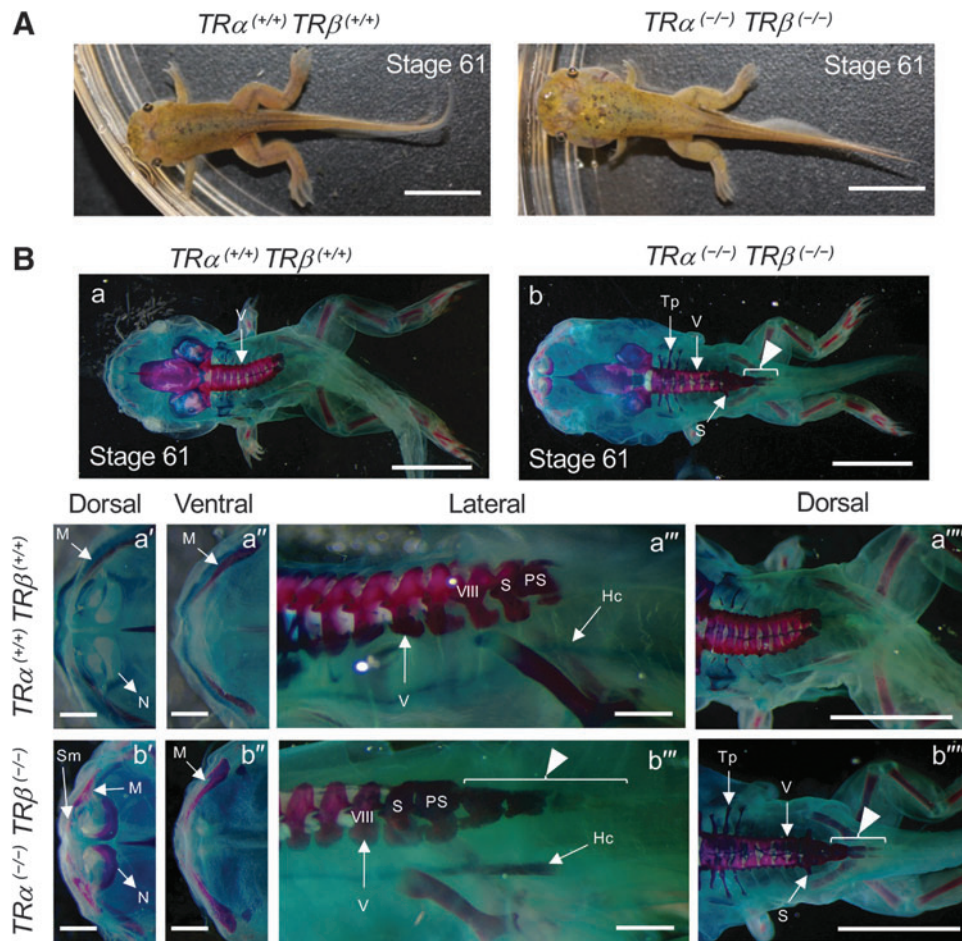 A
TRα(+/+) TRβ(+/+)
TRα(−/−) TRβ(−/−)
Stage 61
Stage 61
B
TRα(+/+) TRβ(+/+)
TRα(−/−) TRβ(−/−)
a
V
Stage 61
b
Tp
V
S
Stage 61
Dorsal
Ventral
Lateral
Dorsal
TRα(+/+) TRβ(+/+)
M
a′
N
M
a″
VIII
S
PS
Hc
V
a‴
a⁗
TRα(−/−) TRβ(−/−)
Sm
b′
M
N
M
b″
VIII
S
PS
Hc
V
b‴
Tp
V
b⁗
S